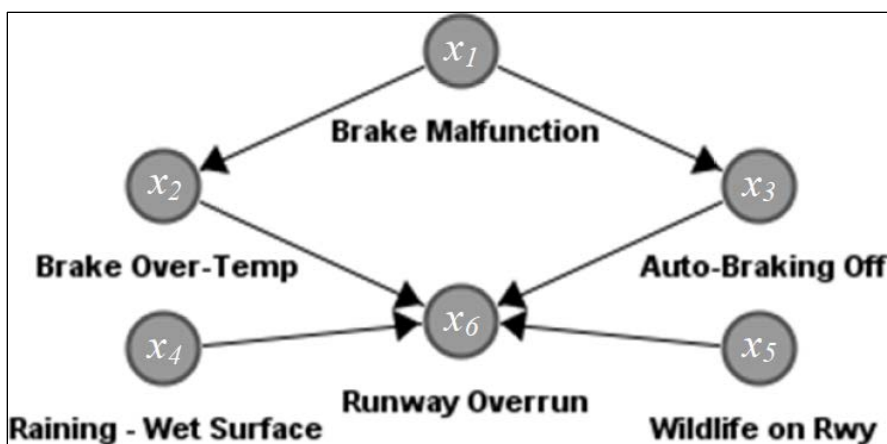 x1
Brake Malfunction
x2
x3
Brake Over-Temp
Auto-Braking Off
x4
x6
x5
Runway Overrun
Raining - Wet Surface
Wildlife on Rwy